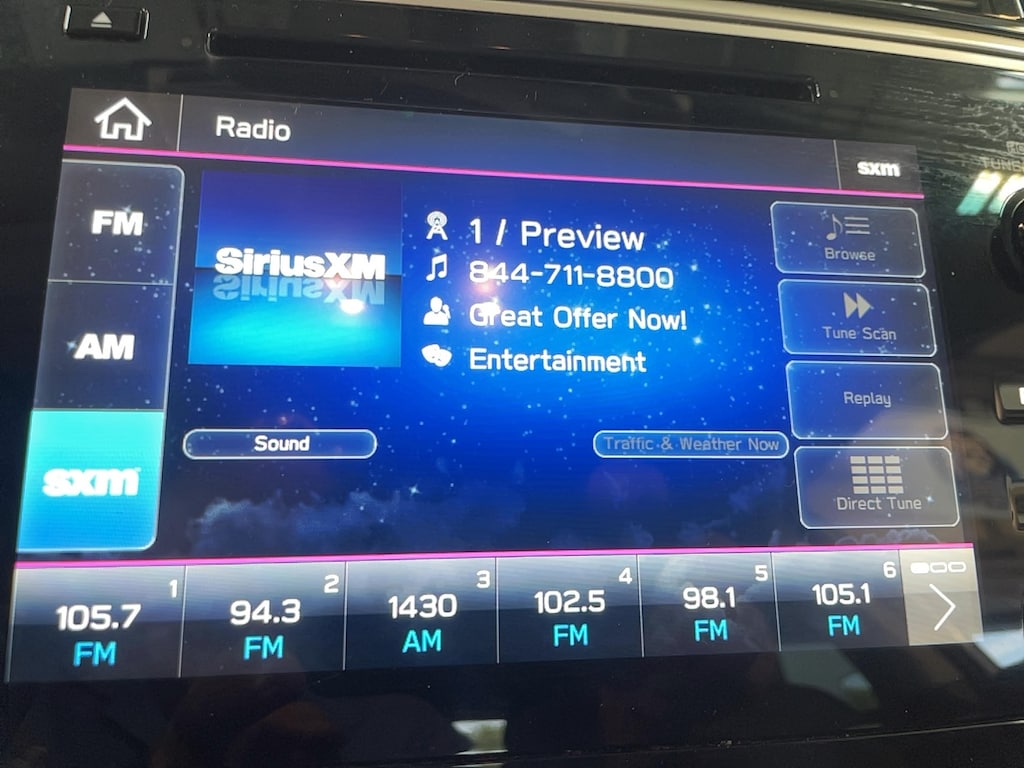 Radio
sxm
FM
SiriusXM
1 / Preview
844-711-8800
Great Offer Now!
Entertainment
Browse
Tune Scan
AM
Replay
Sound
Traffic & Weather Now
sxm
Direct Tune
1
105.7
FM
2
94.3
FM
3
1430
AM
4
102.5
FM
5
98.1
FM
6
105.1
FM